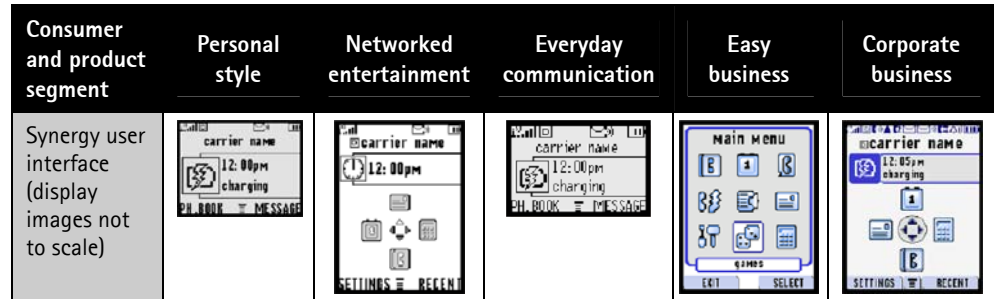 Consumer
and product
segment
Personal
style
Networked
entertainment
Everyday
communication
Easy
business
Corporate
business
Synergy user
interface
(display
images not
to scale)
carrier name
12:00pm
charging
PH.BOOK MESSAGE
carrier name
12:00pm
SETTINGS RECENT
carrier name
12:00pm
charging
PH.BOOK MESSAGE
Main Menu
games
EXIT SELECT
carrier name
12:05pm
charging
SETTINGS RECENT